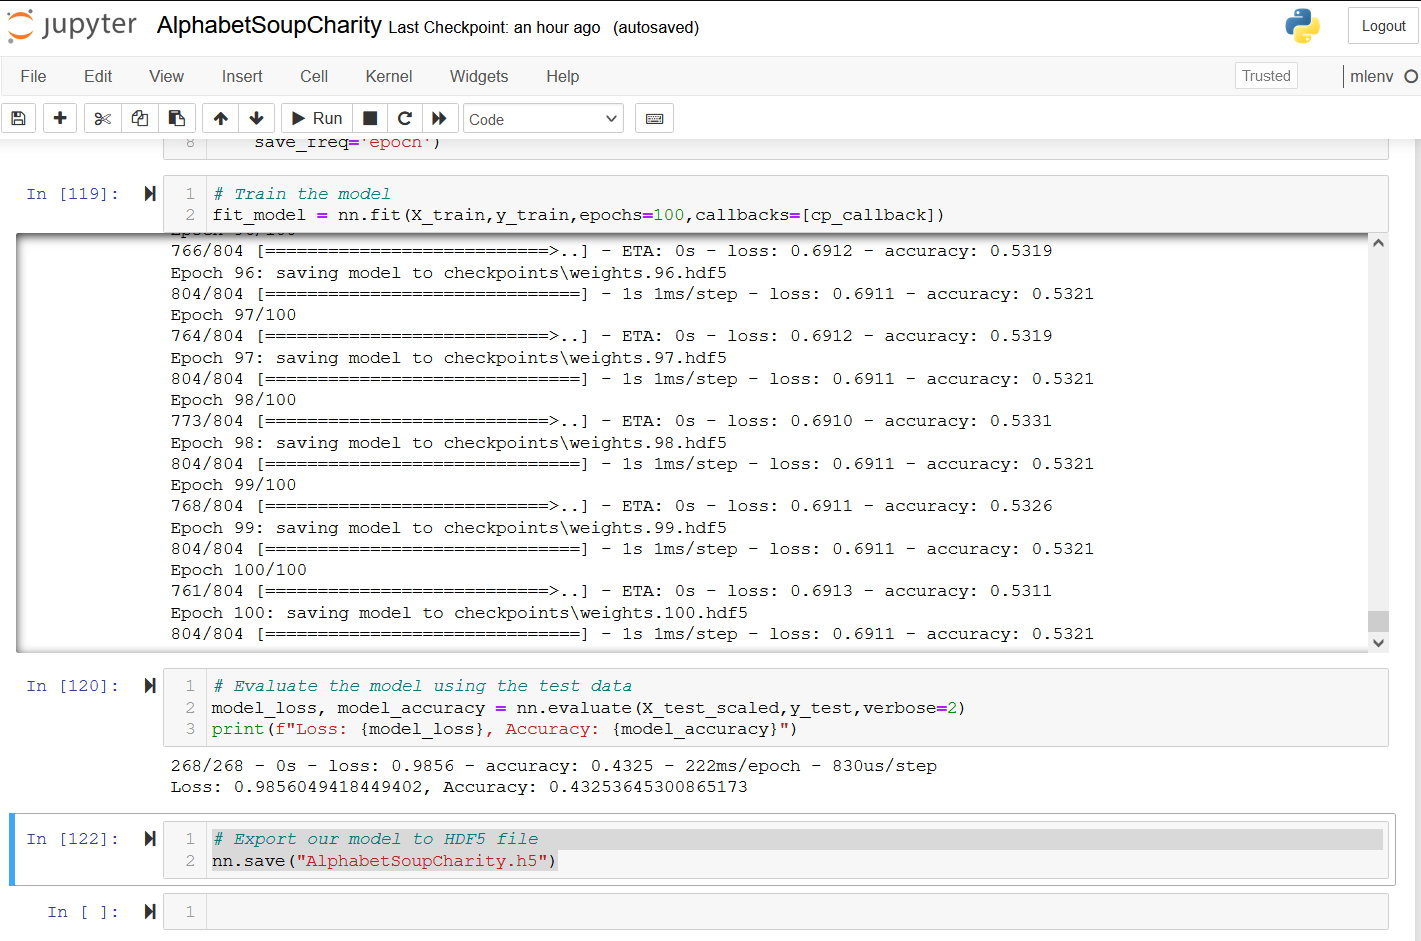 jupyter AlphabetSoupCharity Last Checkpoint: an hour ago (autosaved) Logout
File Edit View Insert Cell Kernel Widgets Help Trusted mlenv
Run Code
8 save_freq='epoch')
In [119]: 1 # Train the model
2 fit_model = nn.fit(X_train,y_train,epochs=100,callbacks=[cp_callback])
Epoch 96/100
766/804 [===========================>..] - ETA: 0s - loss: 0.6912 - accuracy: 0.5319
Epoch 96: saving model to checkpoints\weights.96.hdf5
804/804 [==============================] - 1s 1ms/step - loss: 0.6911 - accuracy: 0.5321
Epoch 97/100
764/804 [===========================>..] - ETA: 0s - loss: 0.6912 - accuracy: 0.5319
Epoch 97: saving model to checkpoints\weights.97.hdf5
804/804 [==============================] - 1s 1ms/step - loss: 0.6911 - accuracy: 0.5321
Epoch 98/100
773/804 [===========================>..] - ETA: 0s - loss: 0.6910 - accuracy: 0.5331
Epoch 98: saving model to checkpoints\weights.98.hdf5
804/804 [==============================] - 1s 1ms/step - loss: 0.6911 - accuracy: 0.5321
Epoch 99/100
768/804 [===========================>..] - ETA: 0s - loss: 0.6911 - accuracy: 0.5326
Epoch 99: saving model to checkpoints\weights.99.hdf5
804/804 [==============================] - 1s 1ms/step - loss: 0.6911 - accuracy: 0.5321
Epoch 100/100
761/804 [===========================>..] - ETA: 0s - loss: 0.6913 - accuracy: 0.5311
Epoch 100: saving model to checkpoints\weights.100.hdf5
804/804 [==============================] - 1s 1ms/step - loss: 0.6911 - accuracy: 0.5321
In [120]: 1 # Evaluate the model using the test data
2 model_loss, model_accuracy = nn.evaluate(X_test_scaled,y_test,verbose=2)
3 print(f"Loss: {model_loss}, Accuracy: {model_accuracy}")
268/268 - 0s - loss: 0.9856 - accuracy: 0.4325 - 222ms/epoch - 830us/step
Loss: 0.9856049418449402, Accuracy: 0.43253645300865173
In [122]: 1 # Export our model to HDF5 file
2 nn.save("AlphabetSoupCharity.h5")
In [ ]: 1